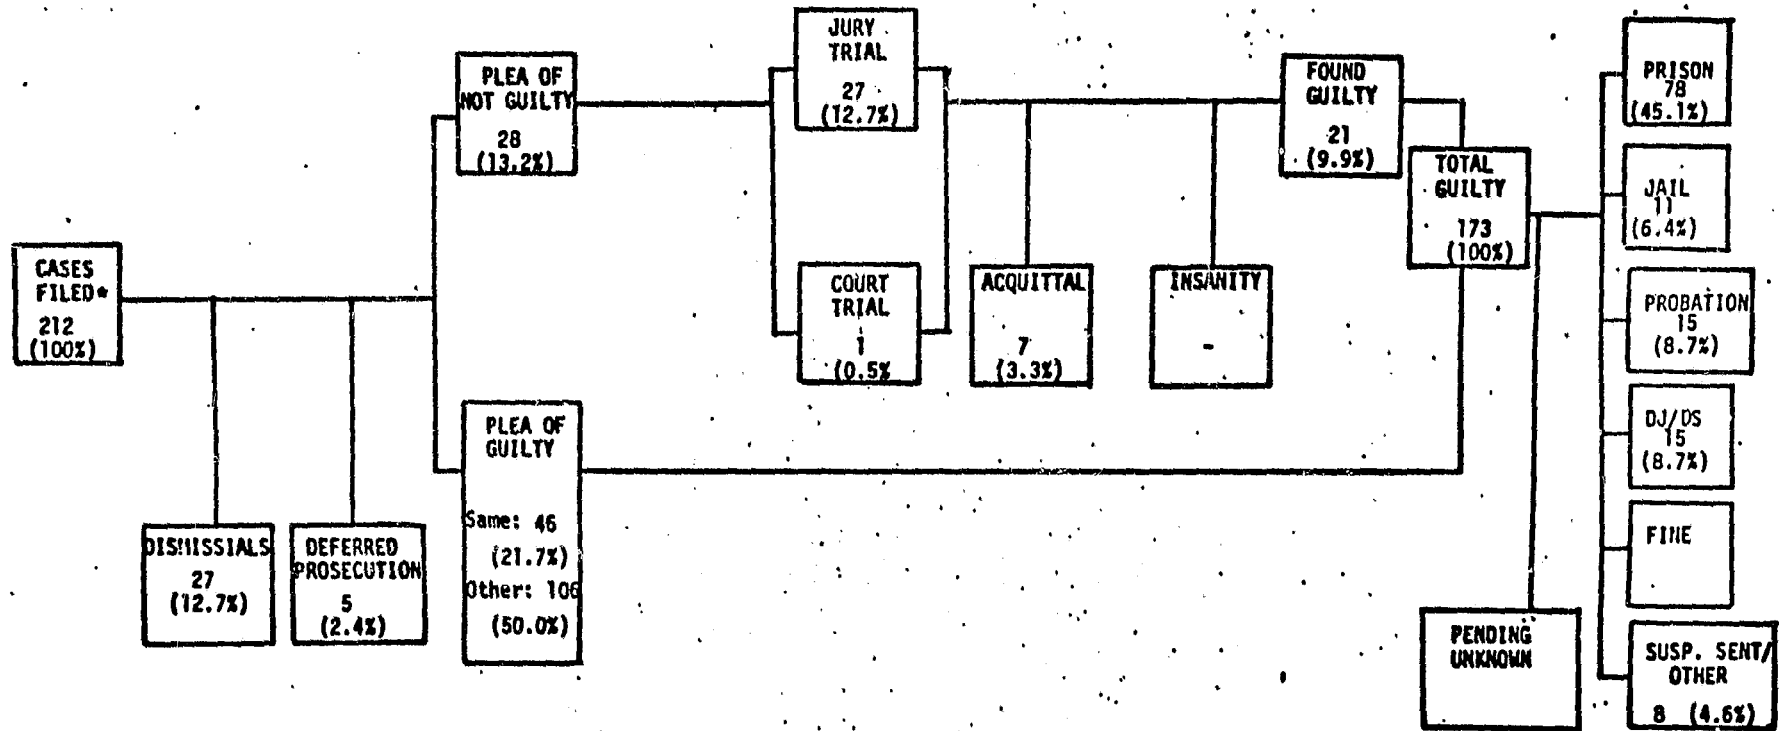 CASES
FILED*
212
(100%)
DISMISSIALS
27
(12.7%)
DEFERRED
PROSECUTION
5
(2.4%)
PLEA OF
NOT GUILTY
28
(13.2%)
PLEA OF
GUILTY
Same: 46
(21.7%)
Other: 106
(50.0%)
JURY
TRIAL
27
(12.7%)
COURT
TRIAL
1
(0.5%
ACQUITTAL
7
(3.3%)
INSANITY
-
FOUND
GUILTY
21
(9.9%)
TOTAL
GUILTY
173
(100%)
PENDING
UNKNOWN
PRISON
78
(45.1%)
JAIL
11
(6.4%)
PROBATION
15
(8.7%)
DJ/DS
15
(8.7%)
FINE
SUSP. SENT/
OTHER
8 (4.6%)